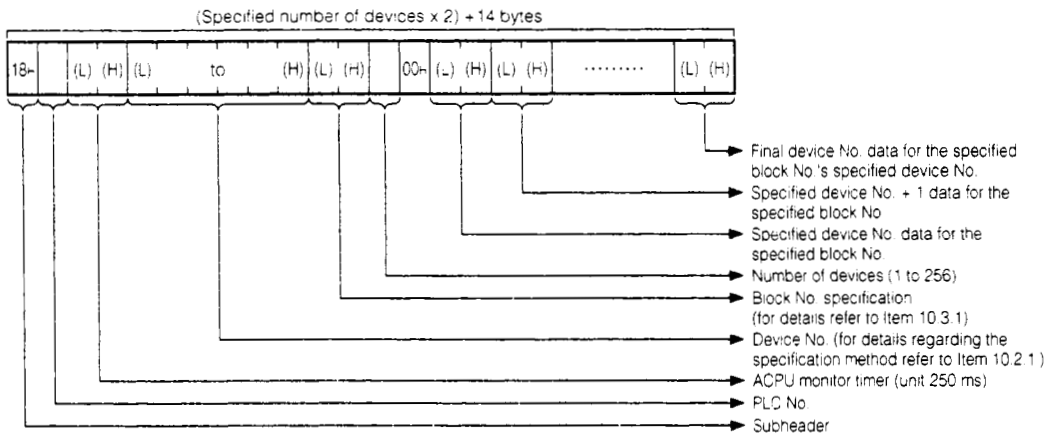 (Specified number of devices x 2) + 14 bytes
18H (L) (H) (L) to (H) (L) (H) 00H (L) (H) (L) (H) ········· (L) (H)
Final device No. data for the specified
block No.'s specified device No.
Specified device No. + 1 data for the
specified block No
Specified device No. data for the
specified block No.
Number of devices (1 to 256)
Block No. specification
(for details refer to Item 10.3.1)
Device No. (for details regarding the
specification method refer to Item 10.2.1)
ACPU monitor timer (unit 250 ms)
PLC No.
Subheader